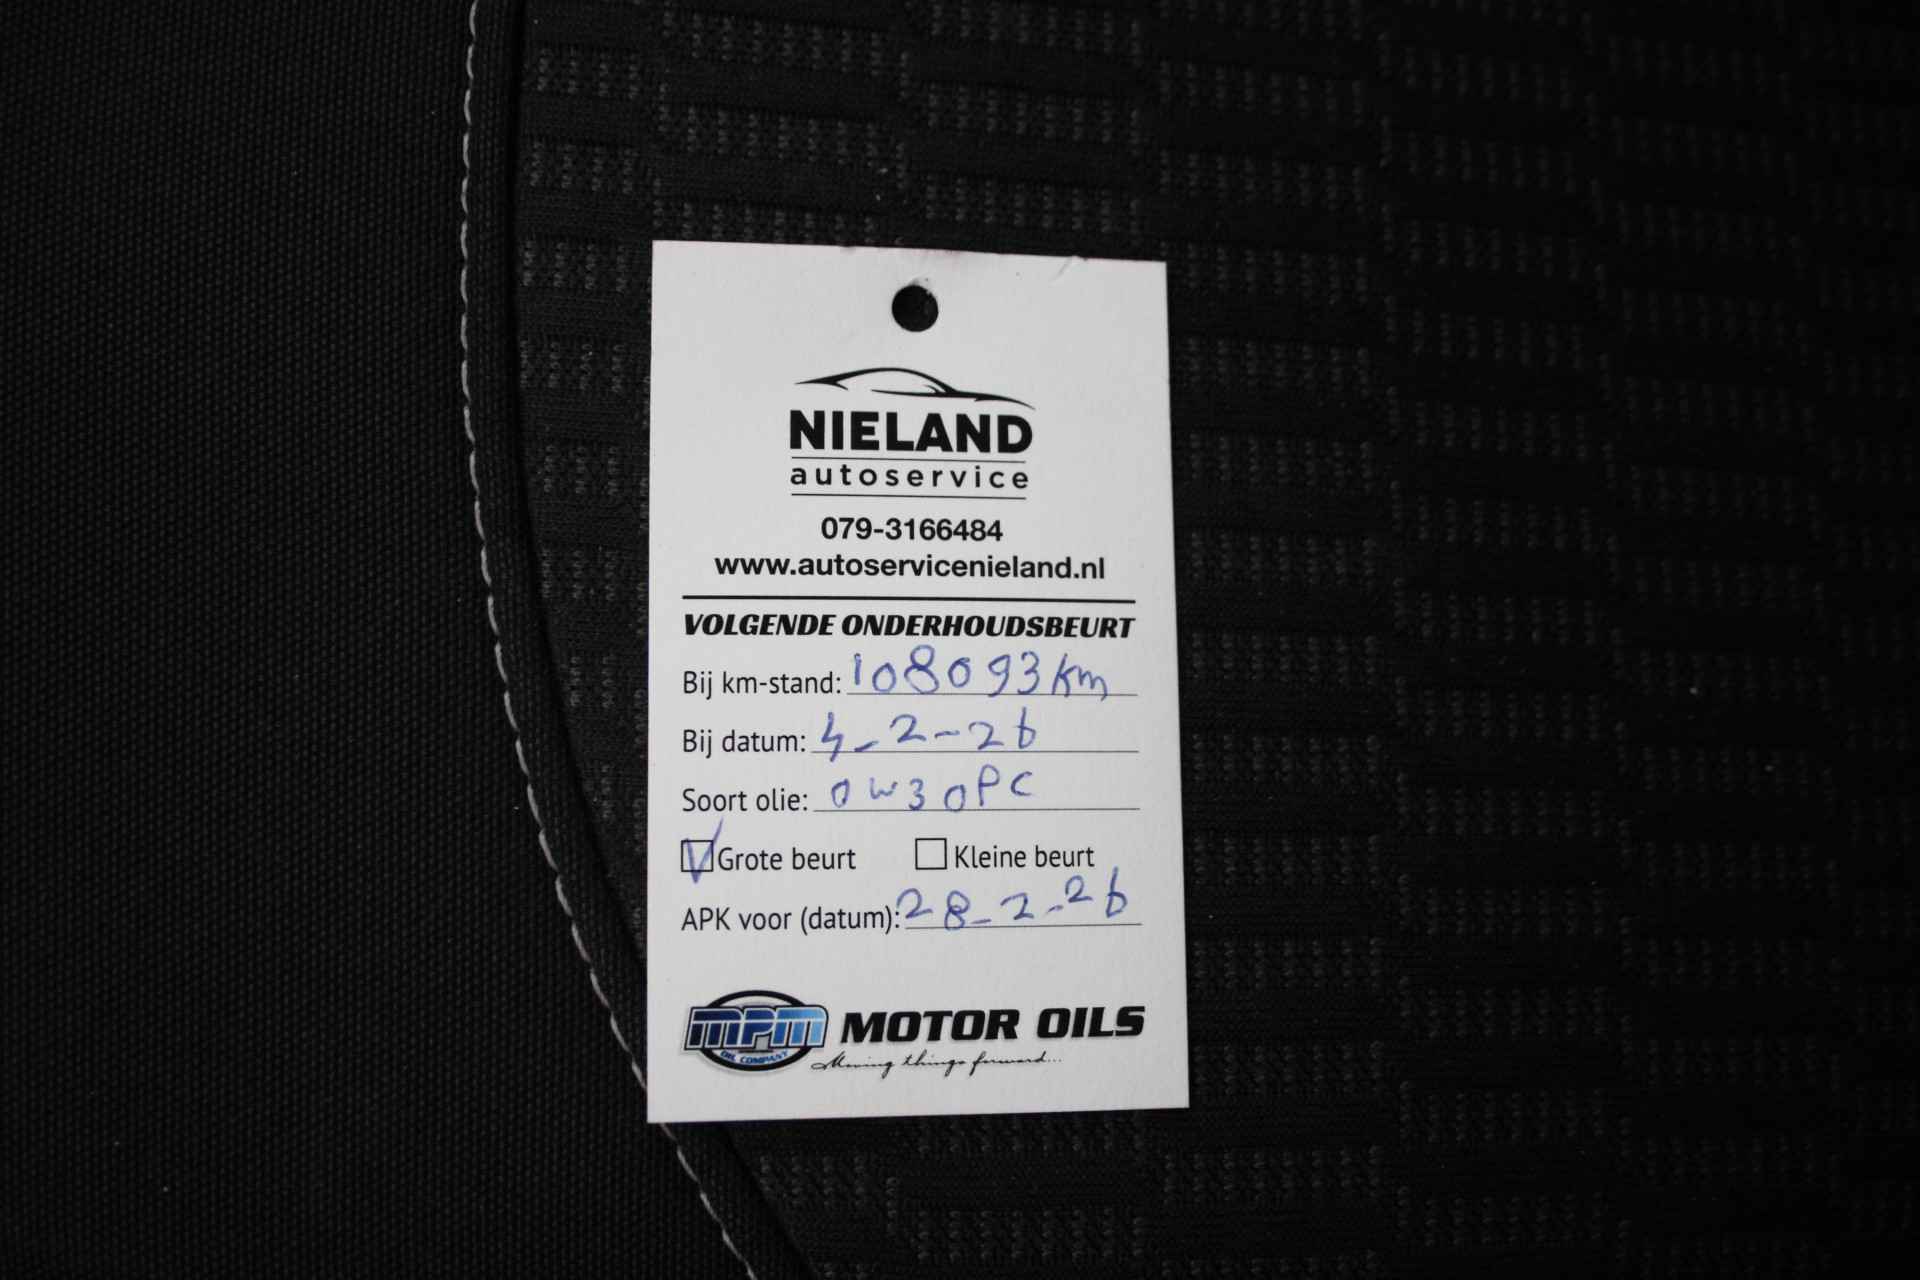 NIELAND
autoservice
079-3166484
www.autoservicenieland.nl
VOLGENDE ONDERHOUDSBEURT
Bij km-stand: 108093km
Bij datum: 4-2-26
Soort olie: 0w30PC
Grote beurt Kleine beurt
APK voor (datum): 28-2-26
MPM MOTOR OILS
OIL COMPANY
Moving things forward...